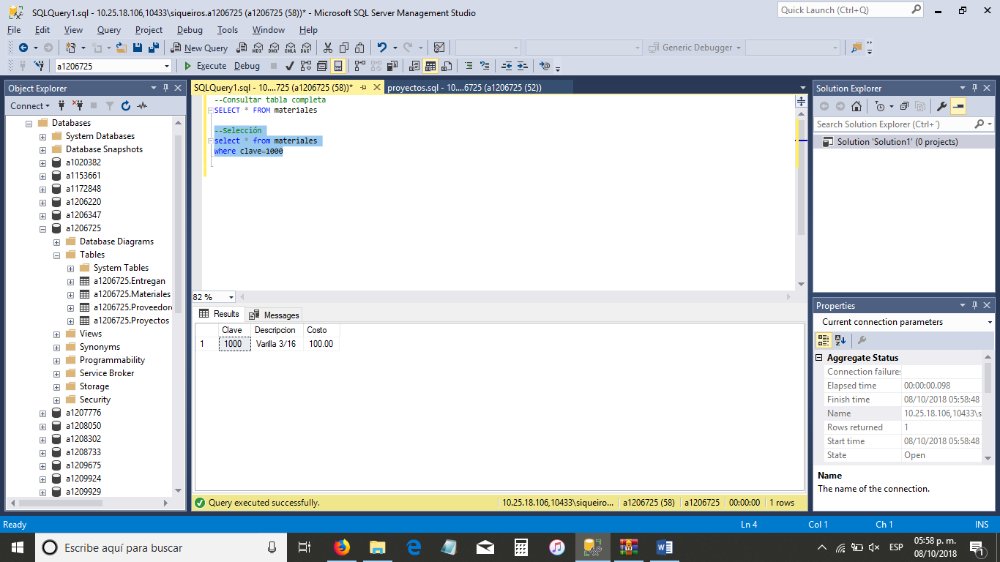 SQLQuery1.sql - 10.25.18.106,10433\siqueiros.a1206725 (a1206725 (58))* - Microsoft SQL Server Management Studio
Quick Launch (Ctrl+Q)
File Edit View Query Project Debug Tools Window Help
New Query MDX DMX XMLA DAX Generic Debugger
a1206725 Execute Debug
Object Explorer
Connect
Databases
System Databases
Database Snapshots
a1020382
a1153661
a1172848
a1206220
a1206347
a1206725
Database Diagrams
Tables
System Tables
a1206725.Entregan
a1206725.Materiales
a1206725.Proveedor
a1206725.Proyectos
Views
Synonyms
Programmability
Service Broker
Storage
Security
a1207776
a1208050
a1208302
a1208733
a1209675
a1209924
a1209929
SQLQuery1.sql - 10....725 (a1206725 (58))* proyectos.sql - 10....6725 (a1206725 (52))
--Consultar tabla completa
SELECT * FROM materiales
--Selección
select * from materiales
where clave=1000
82 %
Results Messages
Clave Descripcion Costo
1 1000 Varilla 3/16 100.00
Query executed successfully. 10.25.18.106,10433\siqueiro... a1206725 (58) a1206725 00:00:00 1 rows
Solution Explorer
Search Solution Explorer (Ctrl+´)
Solution 'Solution1' (0 projects)
Properties
Current connection parameters
Aggregate Status
Connection failures
Elapsed time 00:00:00.098
Finish time 08/10/2018 05:58:48
Name 10.25.18.106,10433\s
Rows returned 1
Start time 08/10/2018 05:58:48
State Open
Name
The name of the connection.
Ready Ln 4 Col 1 Ch 1 INS
Escribe aquí para buscar
ESP
05:58 p. m.
08/10/2018
1